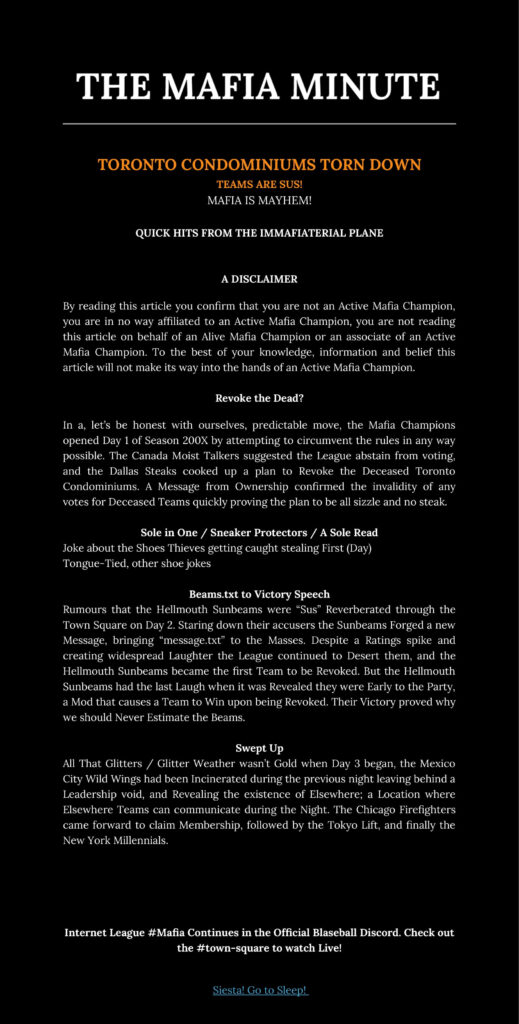 THE MAFIA MINUTE
TORONTO CONDOMINIUMS TORN DOWN
TEAMS ARE SUS!
MAFIA IS MAYHEM!
QUICK HITS FROM THE IMMAFIATERIAL PLANE
A DISCLAIMER
By reading this article you confirm that you are not an Active Mafia Champion,
you are in no way affiliated to an Active Mafia Champion, you are not reading
this article on behalf of an Alive Mafia Champion or an associate of an Active
Mafia Champion. To the best of your knowledge, information and belief this
article will not make its way into the hands of an Active Mafia Champion.
Revoke the Dead?
In a, let’s be honest with ourselves, predictable move, the Mafia Champions
opened Day 1 of Season 200X by attempting to circumvent the rules in any way
possible. The Canada Moist Talkers suggested the League abstain from voting,
and the Dallas Steaks cooked up a plan to Revoke the Deceased Toronto
Condominiums. A Message from Ownership confirmed the invalidity of any
votes for Deceased Teams quickly proving the plan to be all sizzle and no steak.
Sole in One / Sneaker Protectors / A Sole Read
Joke about the Shoes Thieves getting caught stealing First (Day)
Tongue-Tied, other shoe jokes
Beams.txt to Victory Speech
Rumours that the Hellmouth Sunbeams were “Sus” Reverberated through the
Town Square on Day 2. Staring down their accusers the Sunbeams Forged a new
Message, bringing “message.txt” to the Masses. Despite a Ratings spike and
creating widespread Laughter the League continued to Desert them, and the
Hellmouth Sunbeams became the first Team to be Revoked. But the Hellmouth
Sunbeams had the last Laugh when it was Revealed they were Early to the Party,
a Mod that causes a Team to Win upon being Revoked. Their Victory proved why
we should Never Estimate the Beams.
Swept Up
All That Glitters / Glitter Weather wasn’t Gold when Day 3 began, the Mexico
City Wild Wings had been Incinerated during the previous night leaving behind a
Leadership void, and Revealing the existence of Elsewhere; a Location where
Elsewhere Teams can communicate during the Night. The Chicago Firefighters
came forward to claim Membership, followed by the Tokyo Lift, and finally the
New York Millennials.
Internet League #Mafia Continues in the Official Blaseball Discord. Check out
the #town-square to watch Live!
Siesta! Go to Sleep!